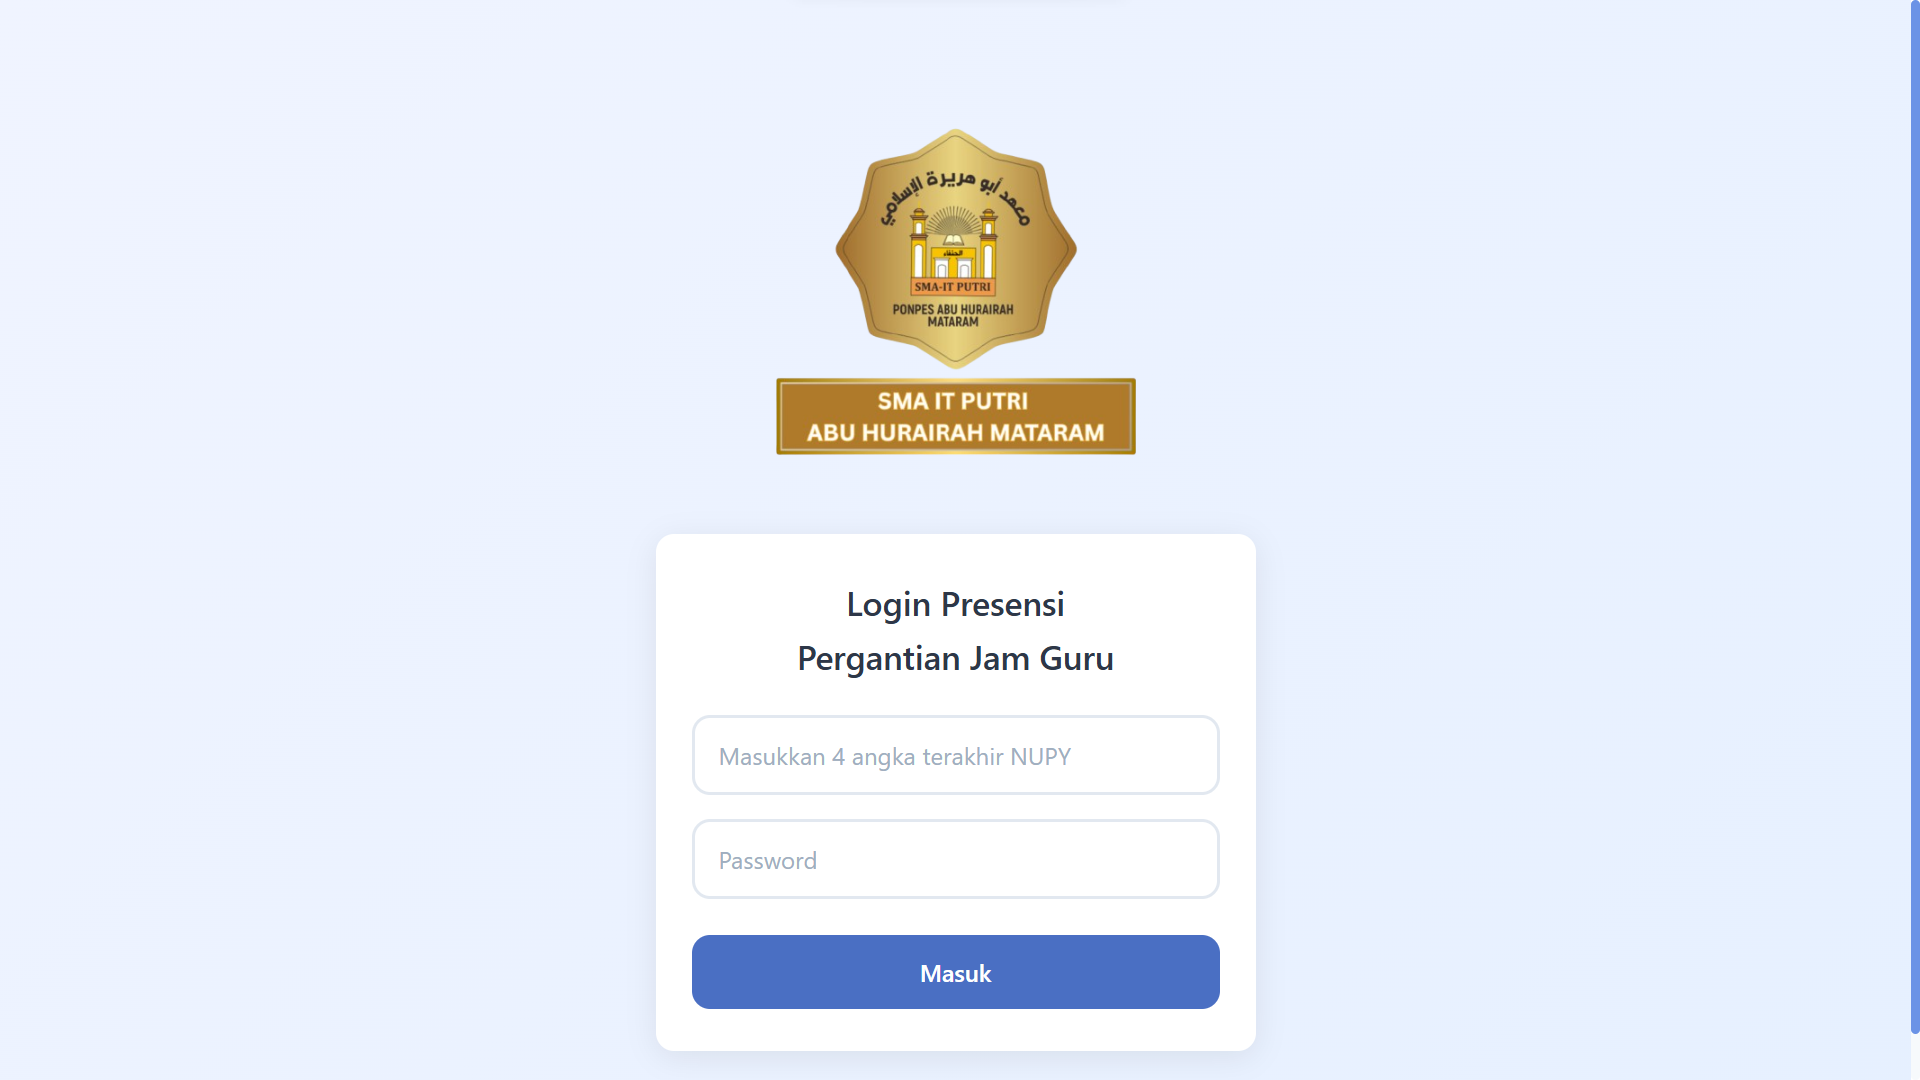 معهد أبو هريرة الإسلامي
الحنفاء
SMA-IT PUTRI
PONPES ABU HURAIRAH
MATARAM
SMA IT PUTRI
ABU HURAIRAH MATARAM
Login Presensi
Pergantian Jam Guru
Masukkan 4 angka terakhir NUPY
Password
Masuk